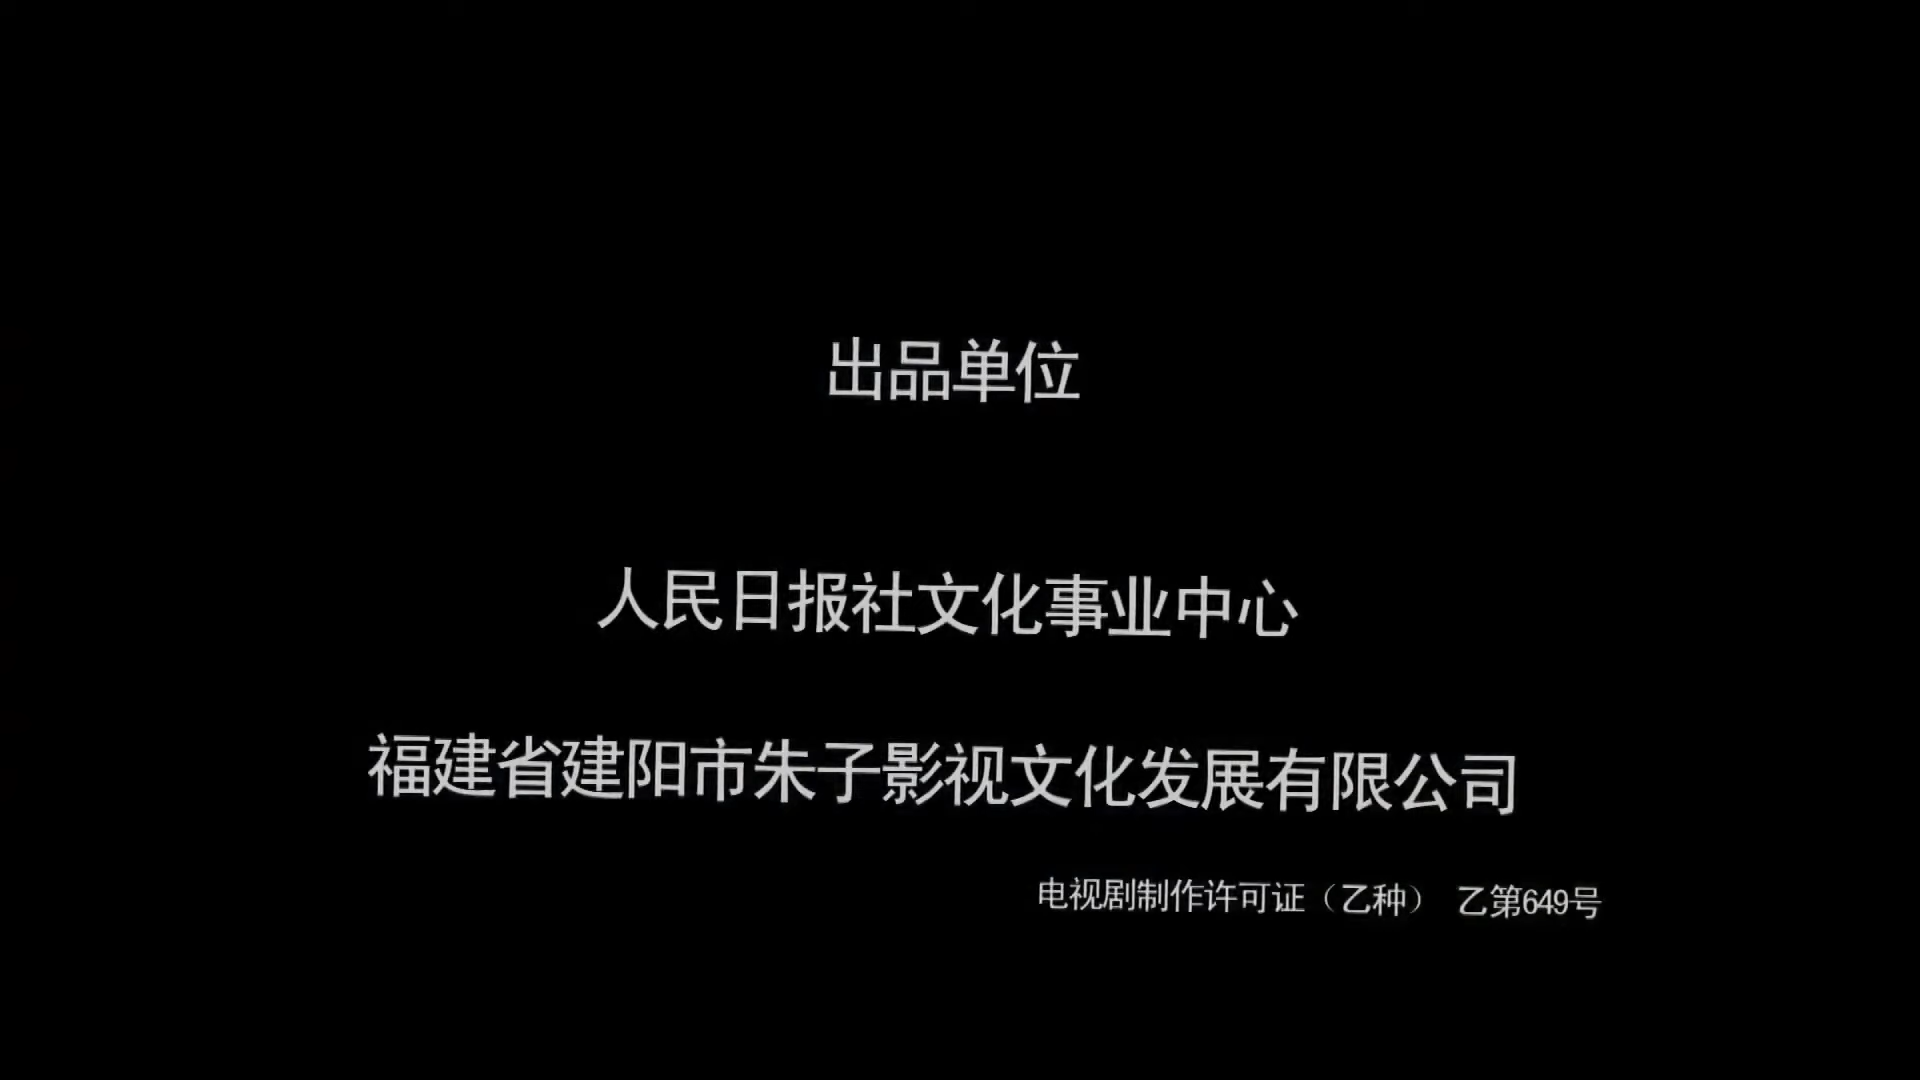 出品单位
人民日报社文化事业中心
福建省建阳市朱子影视文化发展有限公司
电视剧制作许可证（乙种） 乙第649号